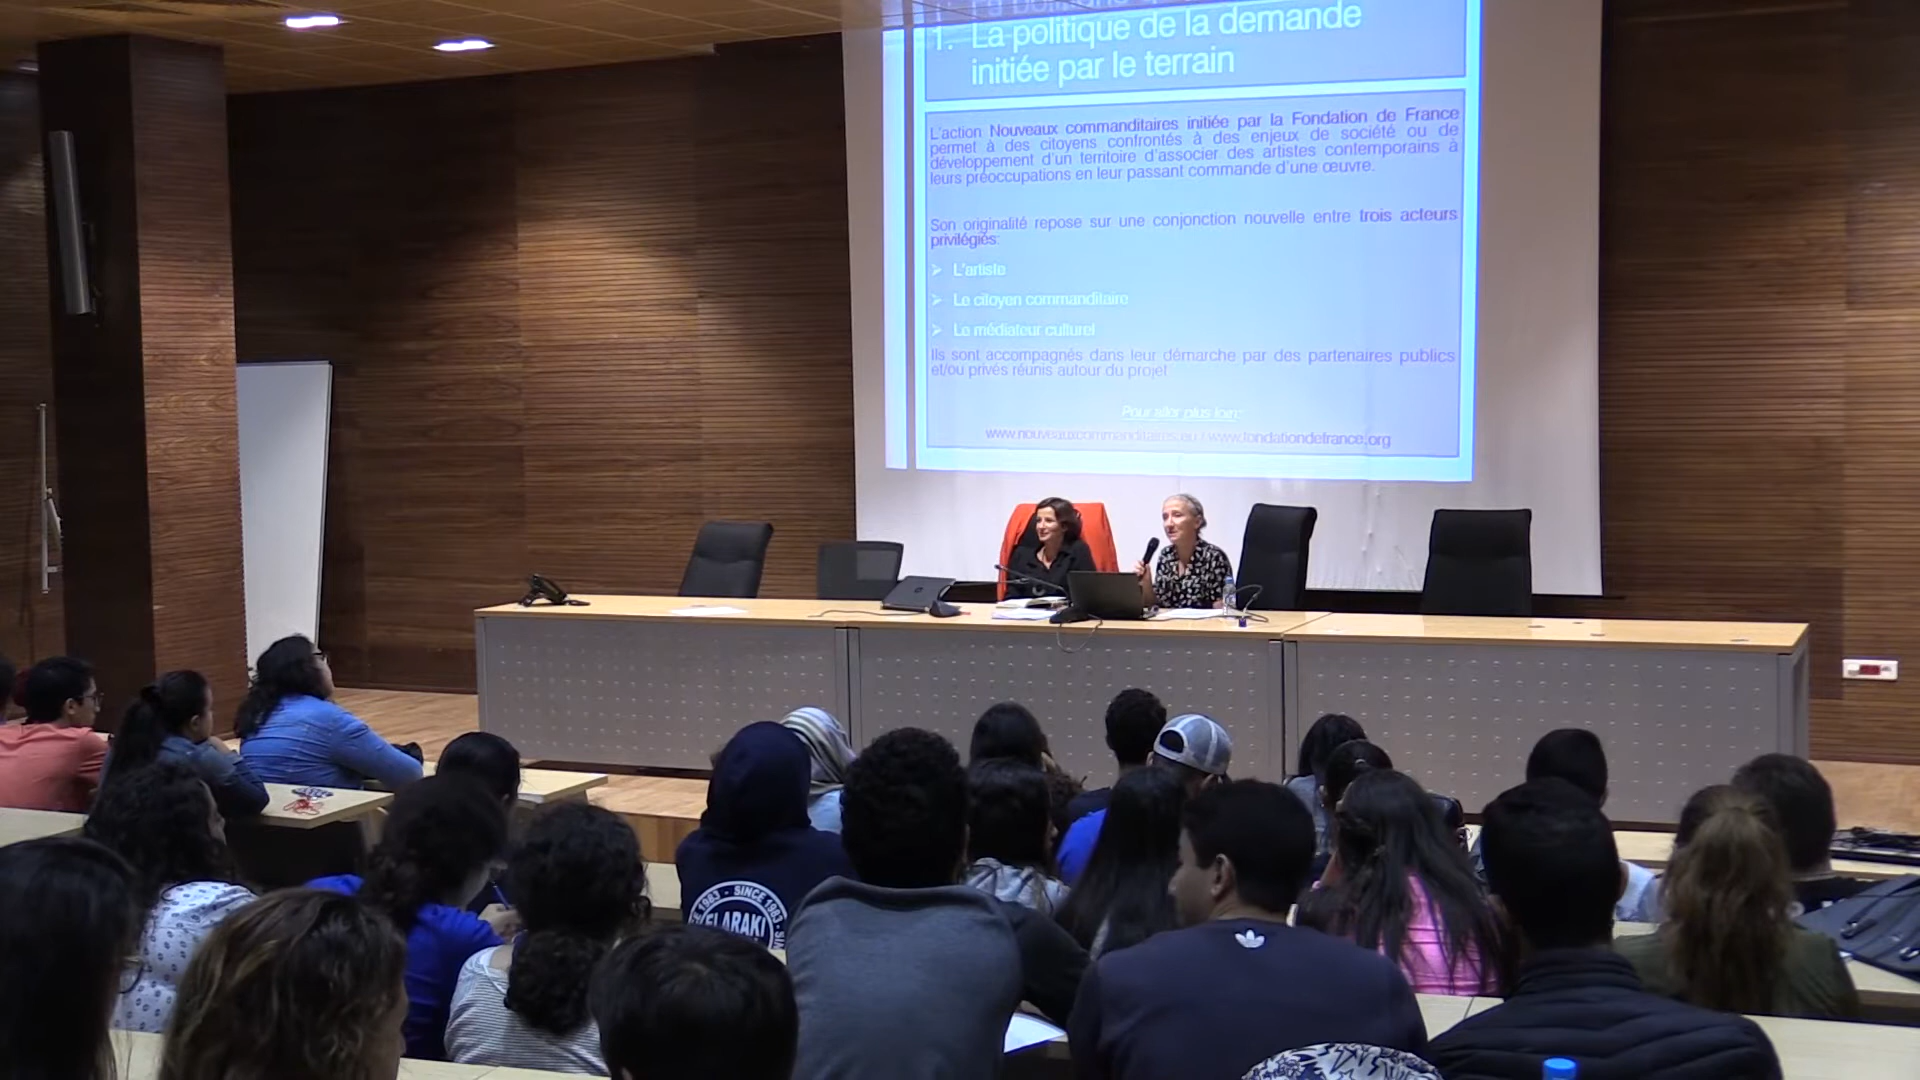 1. La politique de la demande
initiée par le terrain
L'action Nouveaux commanditaires initiée par la Fondation de France
permet à des citoyens confrontés à des enjeux de société ou de
développement d'un territoire d'associer des artistes contemporains à
leurs préoccupations en leur passant commande d'une œuvre.
Son originalité repose sur une conjonction nouvelle entre trois acteurs
privilégiés:
➢ L'artiste
➢ Le citoyen commanditaire
➢ Le médiateur culturel
Ils sont accompagnés dans leur démarche par des partenaires publics
et/ou privés réunis autour du projet
Pour aller plus loin:
www.nouveauxcommanditaires.eu / www.fondationdefrance.org
SINCE 1983
EL ARAKI